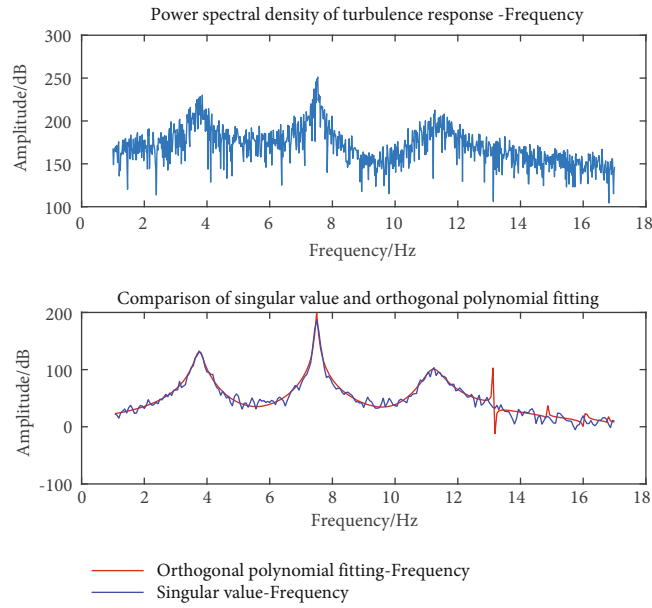 Power spectral density of turbulence response -Frequency
Amplitude/dB
300
250
200
150
100
0 2 4 6 8 10 12 14 16 18
Frequency/Hz
Comparison of singular value and orthogonal polynomial fitting
Amplitude/dB
200
100
0
-100
0 2 4 6 8 10 12 14 16 18
Frequency/Hz
Orthogonal polynomial fitting-Frequency
Singular value-Frequency